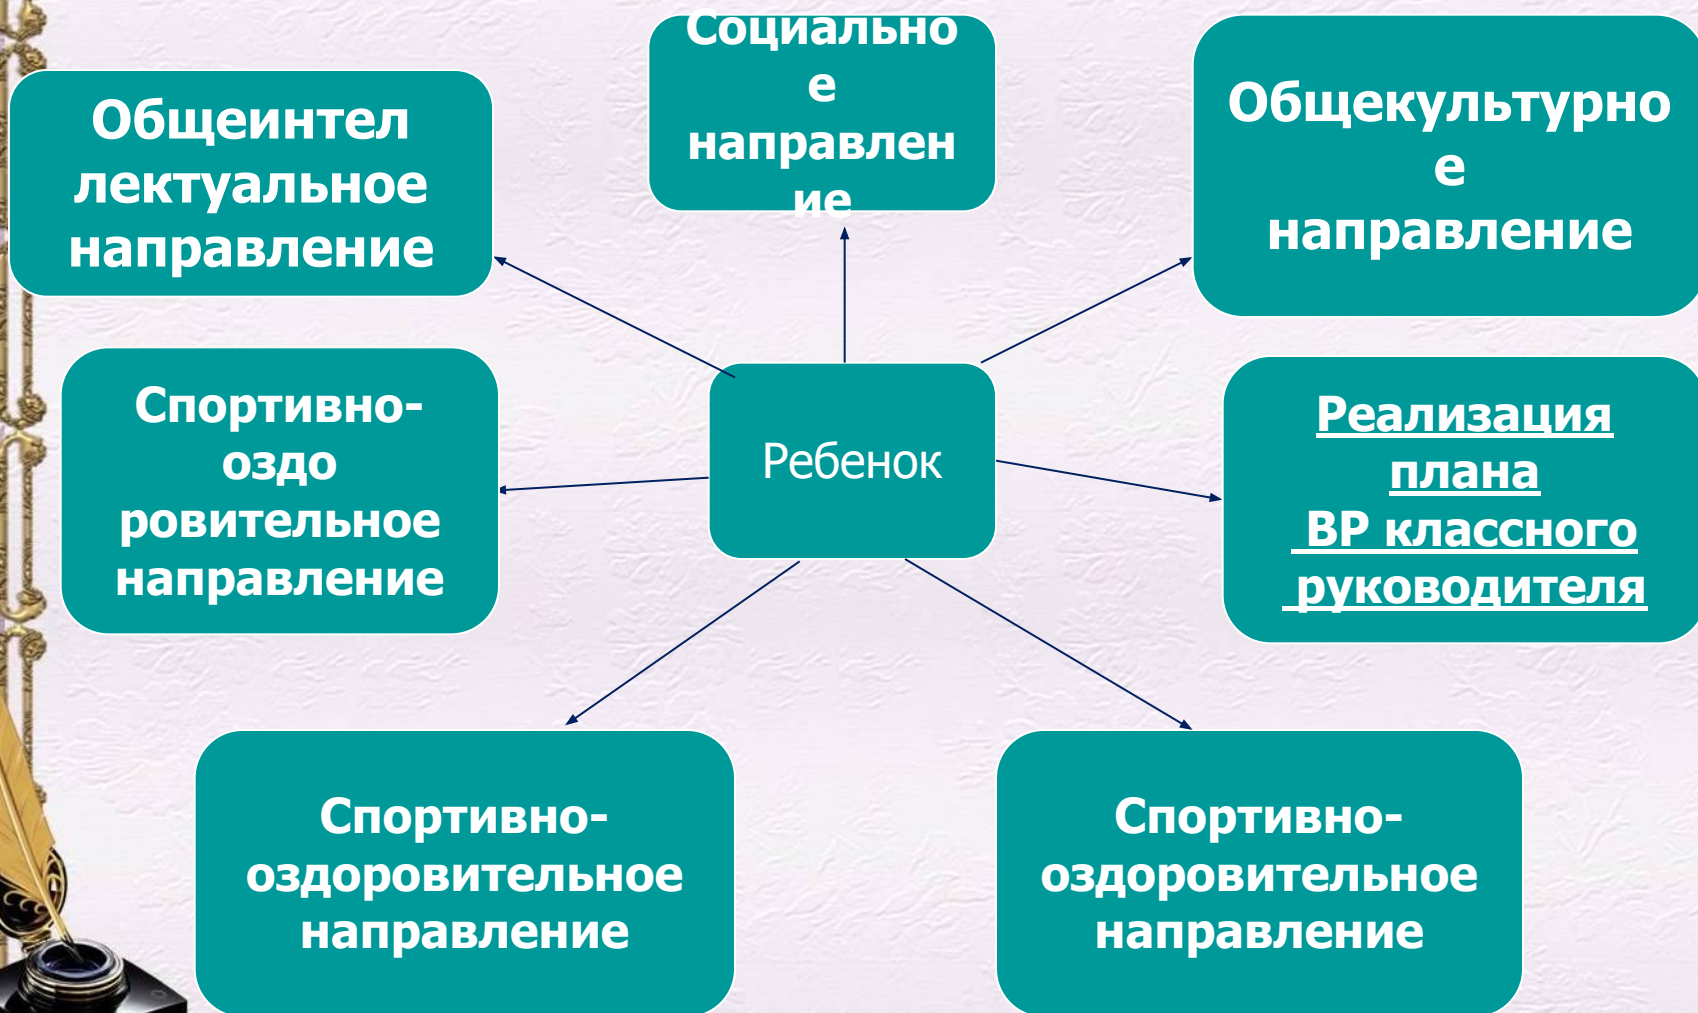 Социально
е
направлен
ие
Общеинтел
лектуальное
направление
Общекультурно
е
направление
Спортивно-
оздо
ровительное
направление
Ребенок
Реализация
плана
ВР классного
руководителя
Спортивно-
оздоровительное
направление
Спортивно-
оздоровительное
направление